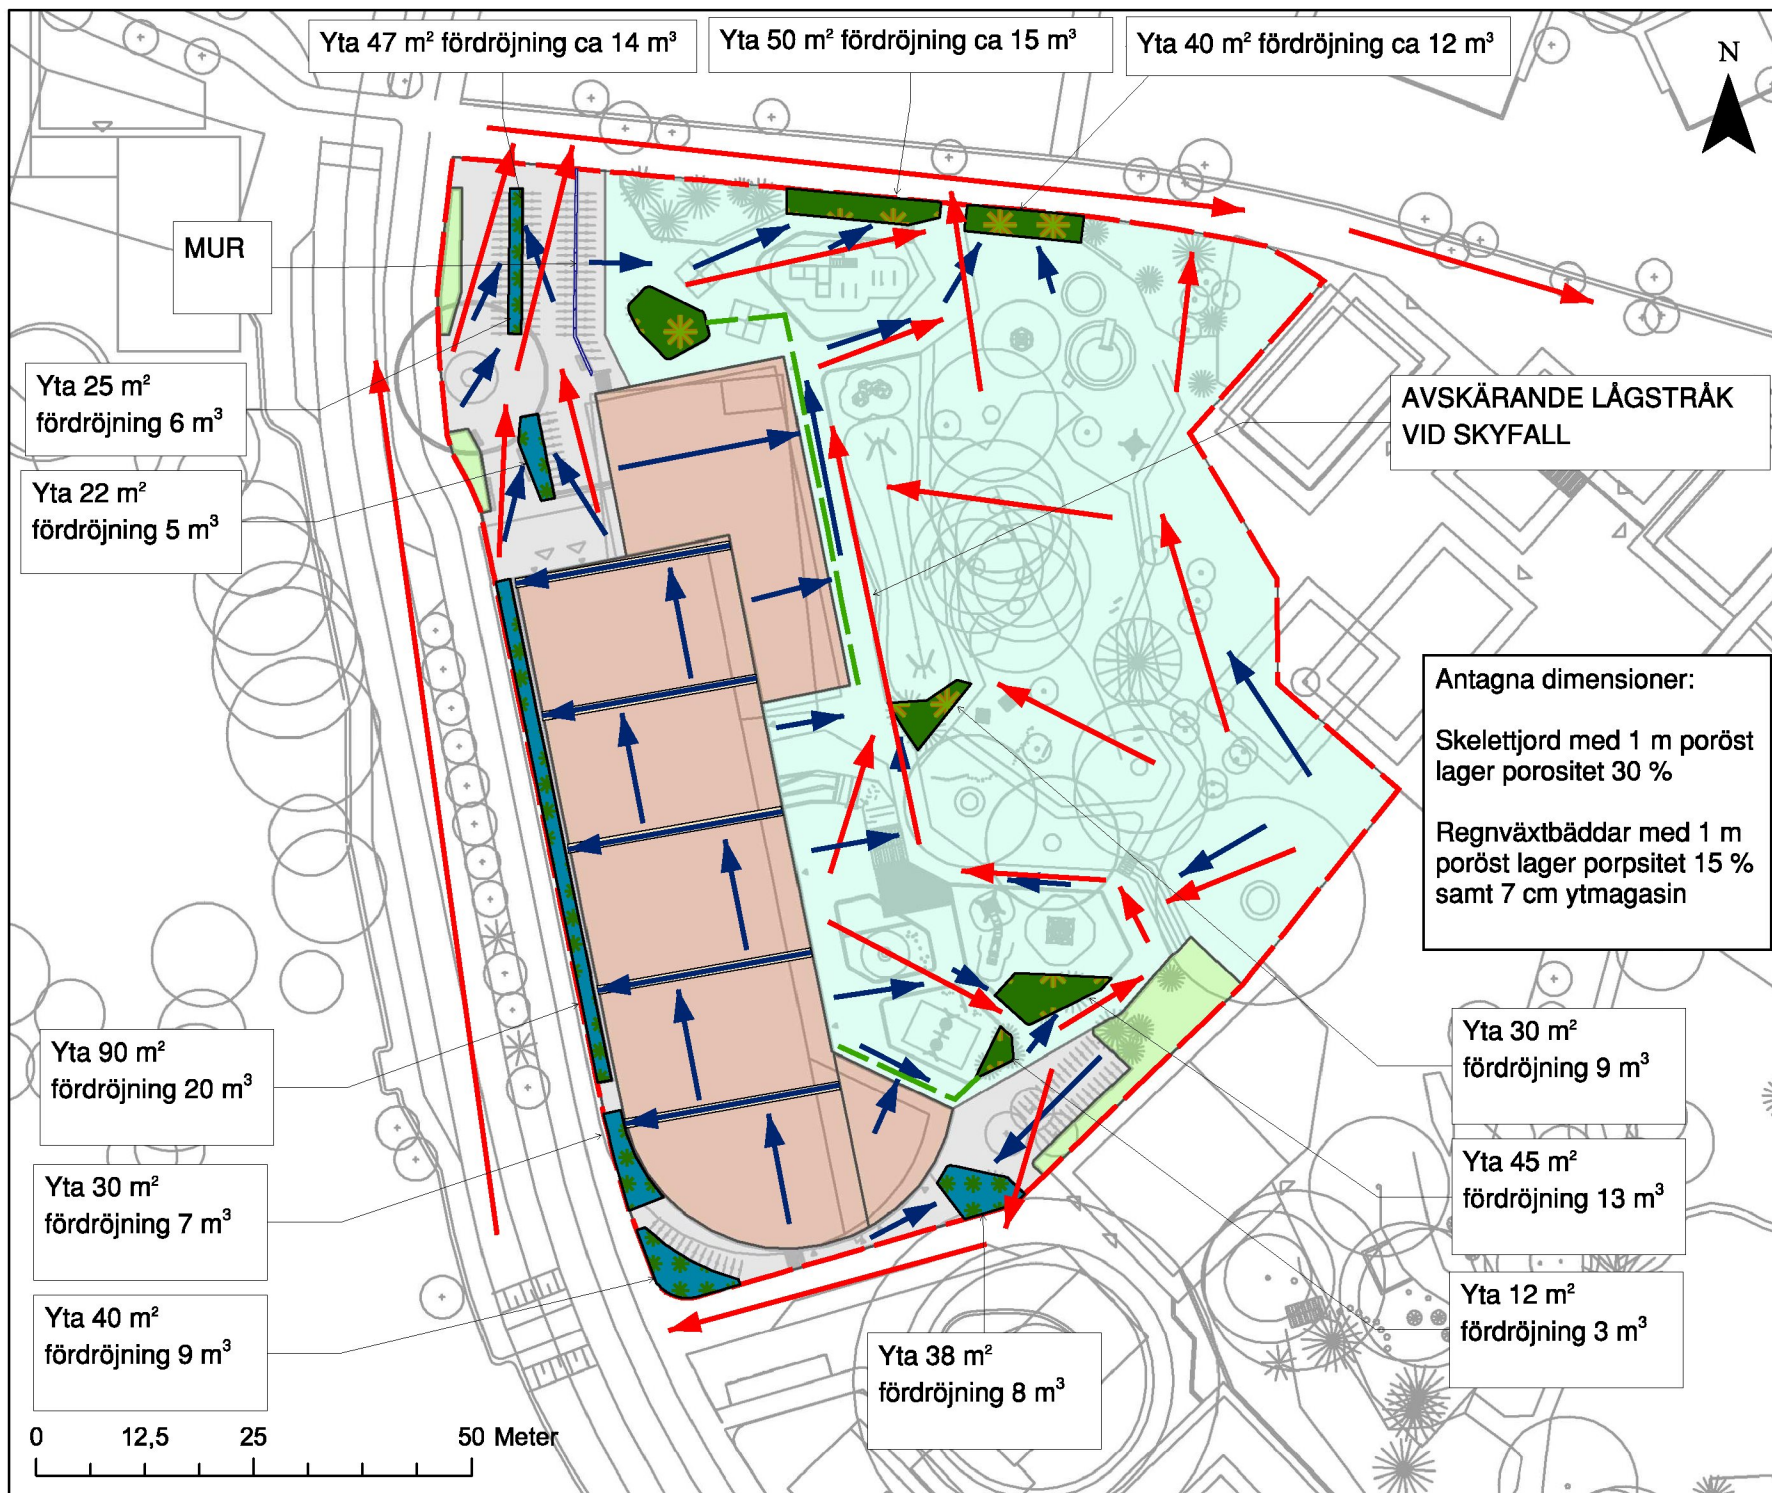 Yta 47 m² fördröjning ca 14 m³
Yta 50 m² fördröjning ca 15 m³
Yta 40 m² fördröjning ca 12 m³
N
MUR
Yta 25 m²
fördröjning 6 m³
AVSKÄRANDE LÅGSTRÅK
VID SKYFALL
Yta 22 m²
fördröjning 5 m³
Antagna dimensioner:
Skelettjord med 1 m poröst
lager porositet 30 %
Regnväxtbäddar med 1 m
poröst lager porpsitet 15 %
samt 7 cm ytmagasin
Yta 90 m²
fördröjning 20 m³
Yta 30 m²
fördröjning 9 m³
Yta 30 m²
fördröjning 7 m³
Yta 45 m²
fördröjning 13 m³
Yta 40 m²
fördröjning 9 m³
Yta 12 m²
fördröjning 3 m³
Yta 38 m²
fördröjning 8 m³
0 12,5 25 50 Meter